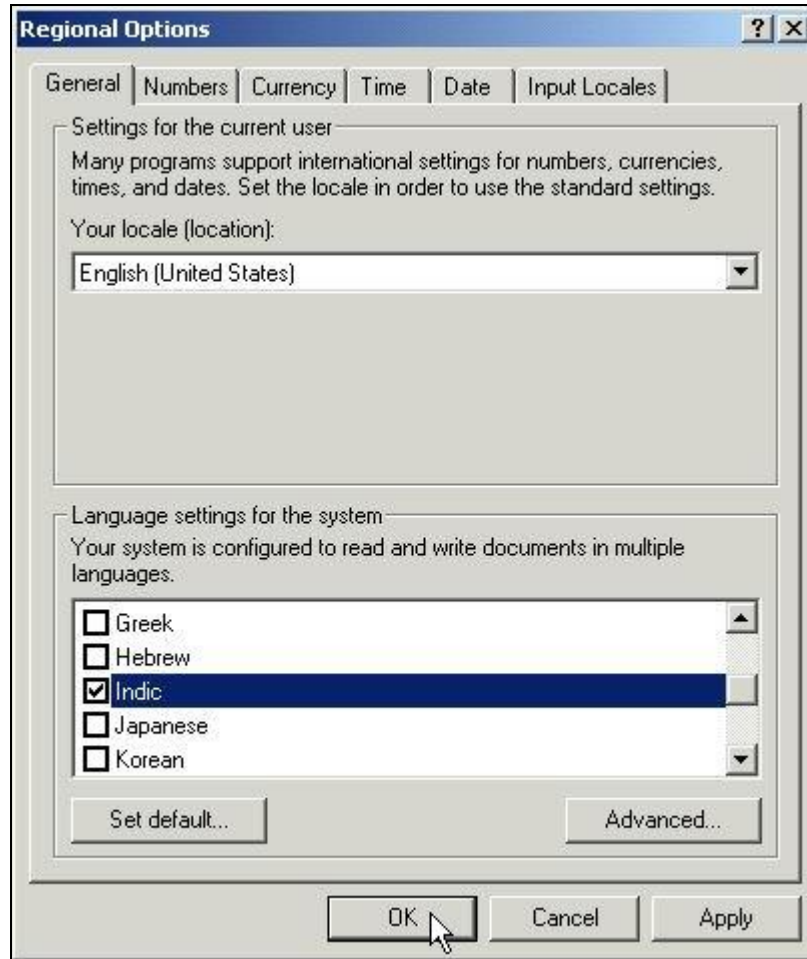 Regional Options
General Numbers Currency Time Date Input Locales
Settings for the current user
Many programs support international settings for numbers, currencies,
times, and dates. Set the locale in order to use the standard settings.
Your locale (location):
English (United States)
Language settings for the system
Your system is configured to read and write documents in multiple
languages.
Greek
Hebrew
Indic
Japanese
Korean
Set default... Advanced...
OK Cancel Apply